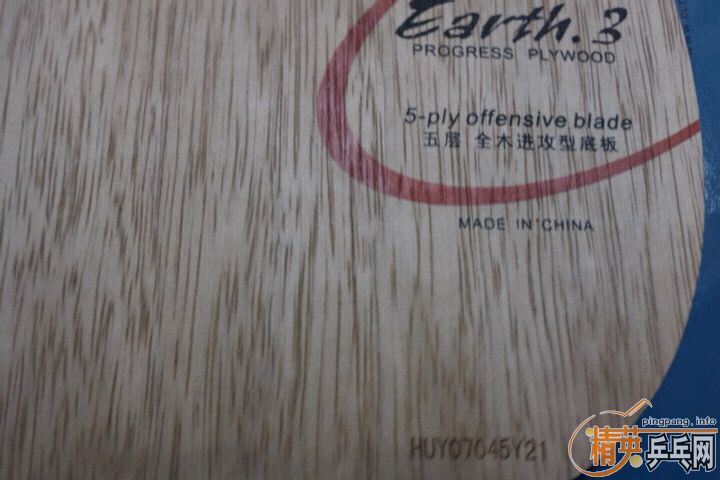 Earth.3
PROGRESS PLYWOOD
5-ply offensive blade
五层 全木进攻型底板
MADE IN CHINA
HUY07045Y21
pingpang.info
精英乒乓网